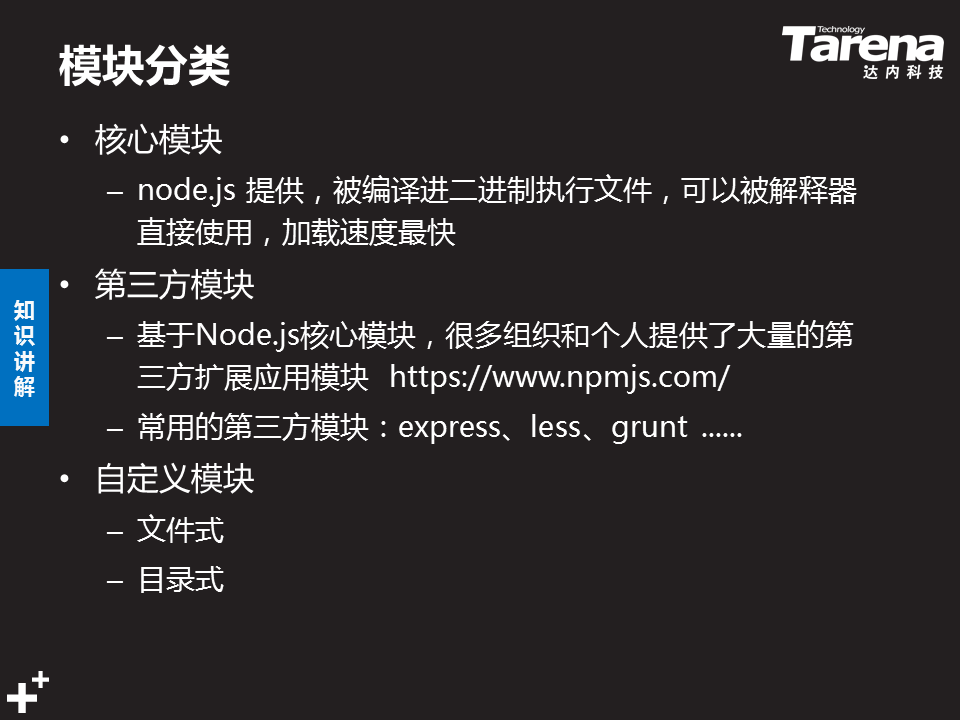 模块分类
Technology
Tarena
达内科技
• 核心模块
– node.js 提供，被编译进二进制执行文件，可以被解释器
直接使用，加载速度最快
• 第三方模块
– 基于Node.js核心模块，很多组织和个人提供了大量的第
三方扩展应用模块 https://www.npmjs.com/
– 常用的第三方模块：express、less、grunt ……
• 自定义模块
– 文件式
– 目录式
知
识
讲
解